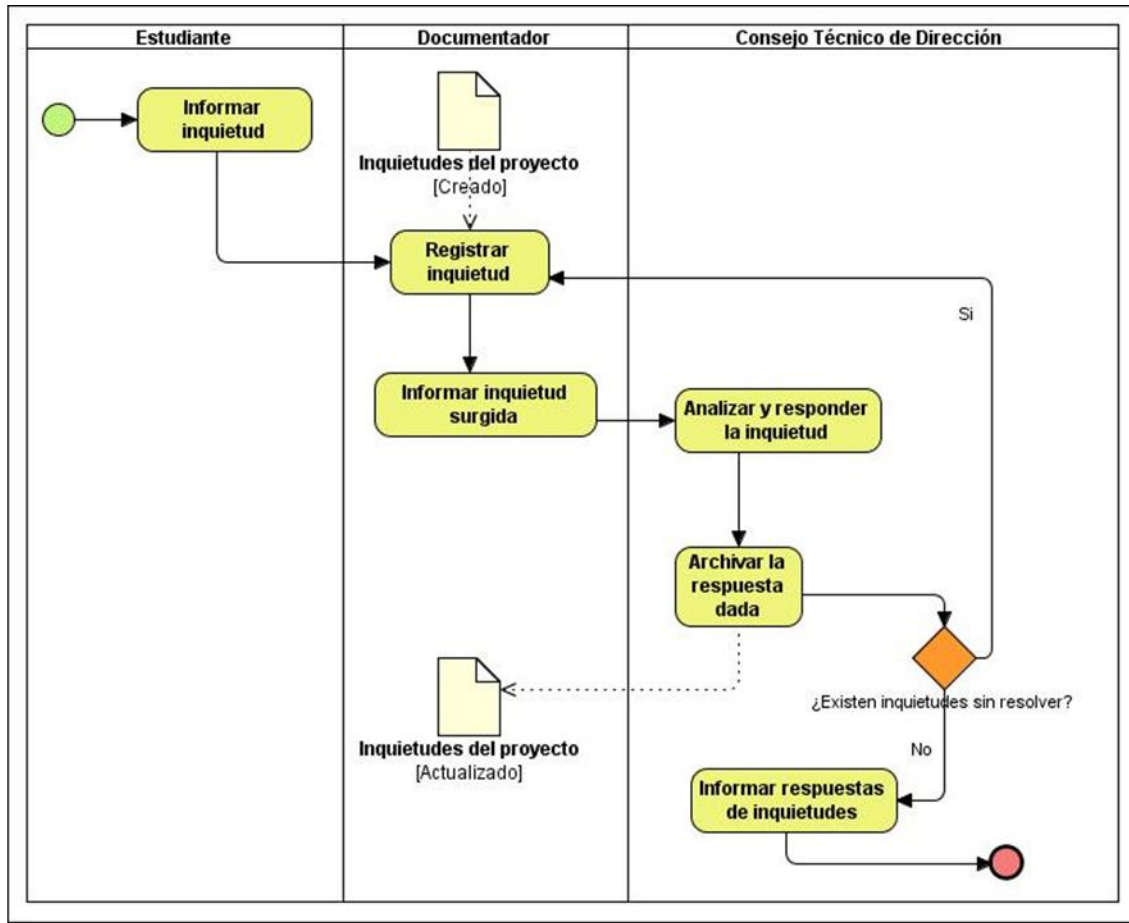 Estudiante
Documentador
Consejo Técnico de Dirección
Informar
inquietud
Inquietudes del proyecto
[Creado]
Registrar
inquietud
Si
Informar inquietud
surgida
Analizar y responder
la inquietud
Archivar la
respuesta
dada
¿Existen inquietudes sin resolver?
Inquietudes del proyecto
[Actualizado]
No
Informar respuestas
de inquietudes